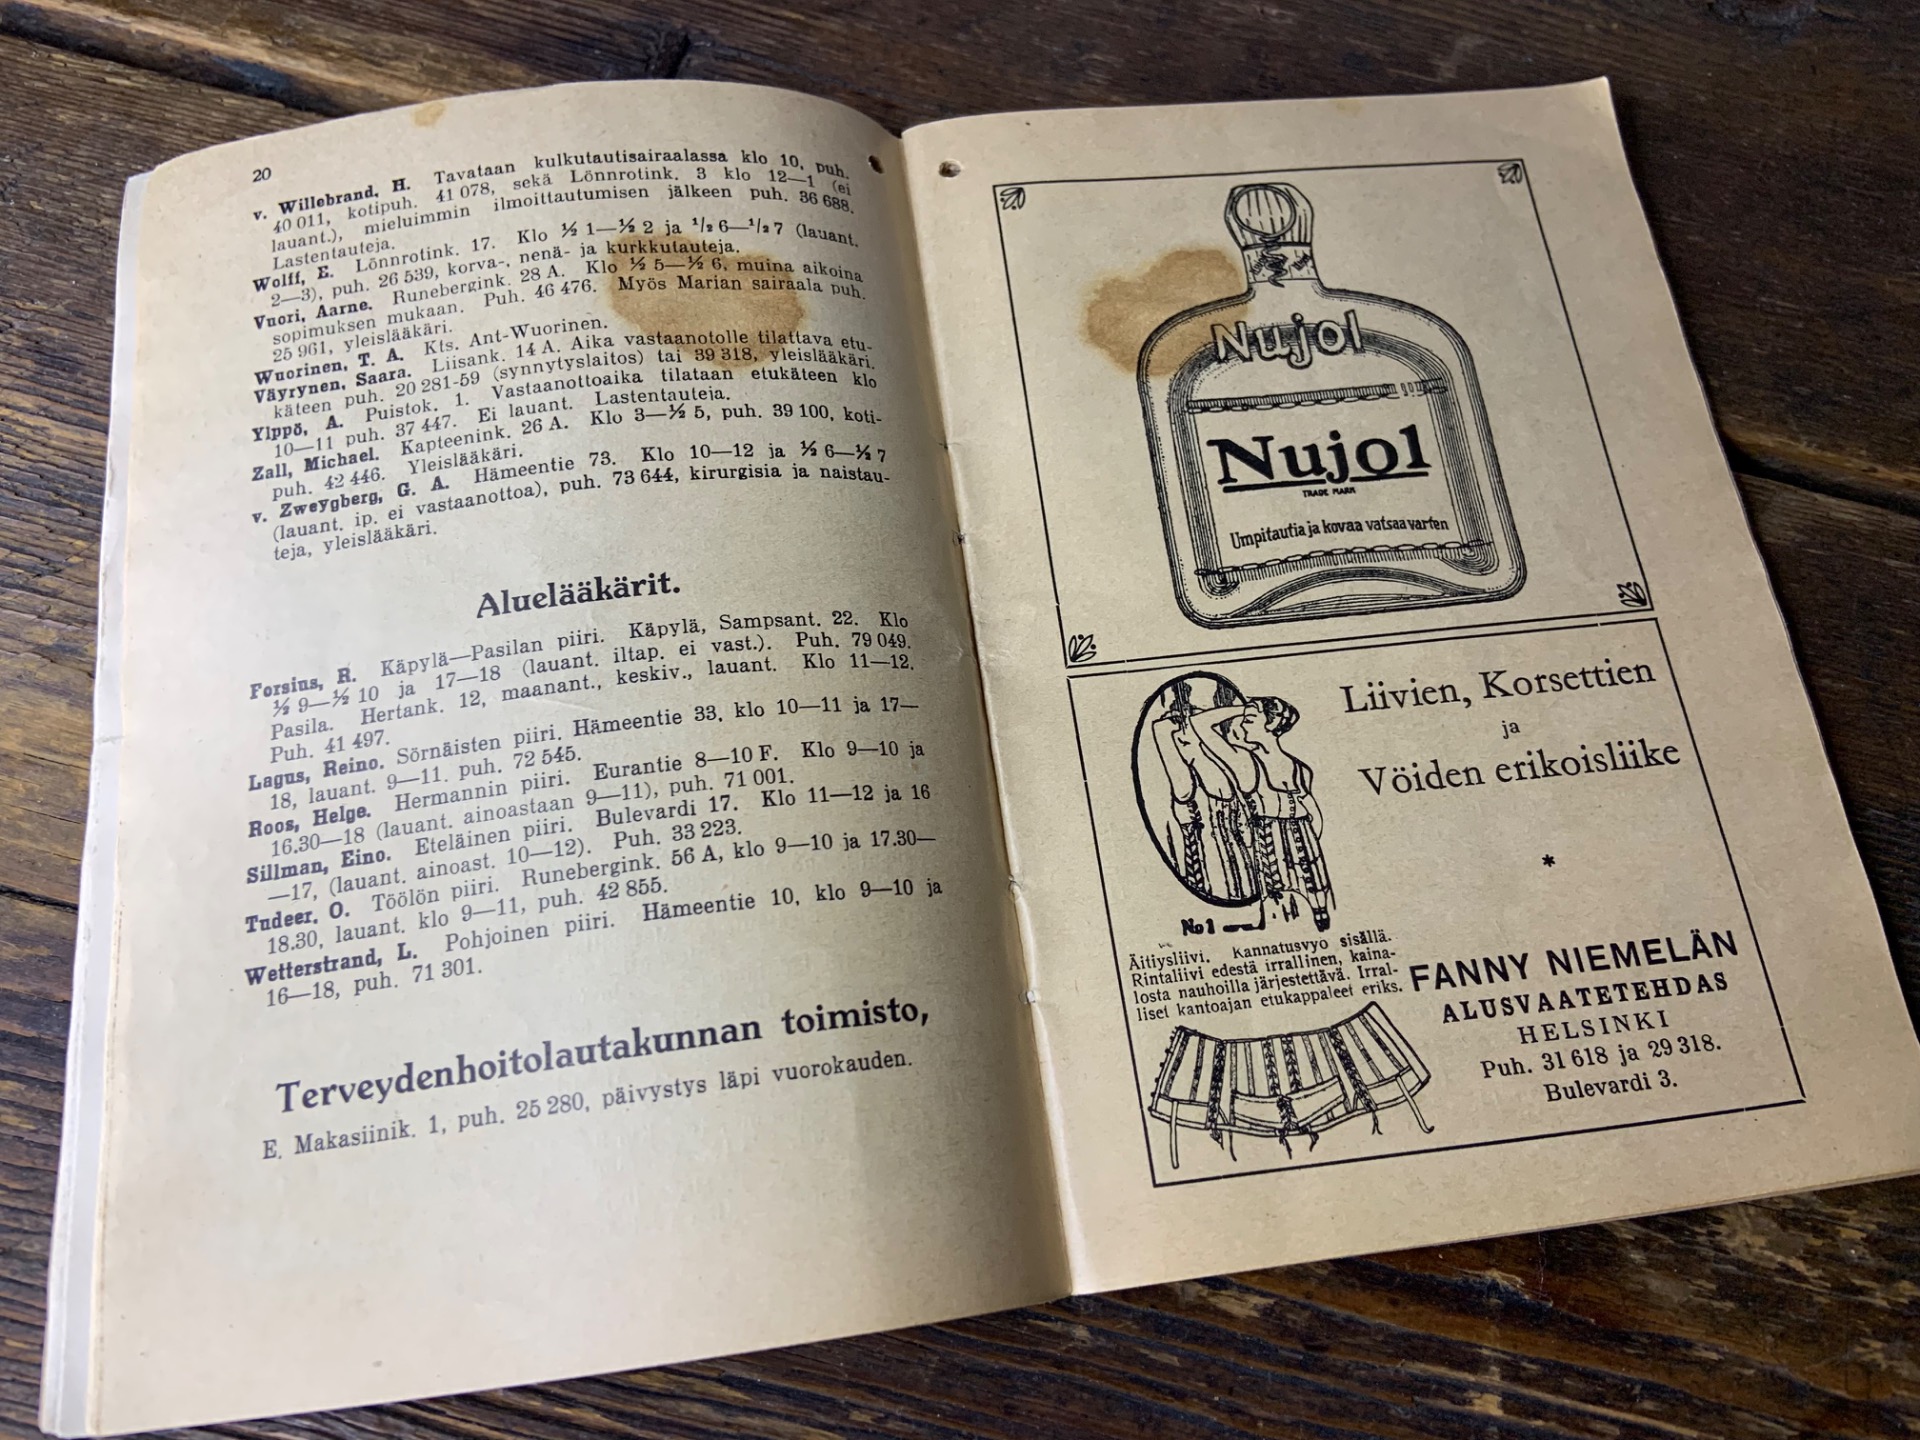 20
v. Willebrand, H. Tavataan kulkutautisairaalassa klo 10, puh.
40 011, kotipuh. 41 078, sekä Lönnrotink. 3 klo 12—1 (ei
lauant.), mieluimmin ilmoittautumisen jälkeen puh. 36 688.
Lastentauteja.
Wolff, E. Lönnrotink. 17. Klo ½ 1—½ 2 ja ½ 6—½ 7 (lauant.
2—3), puh. 26 539, korva-, nenä- ja kurkkutauteja.
Vuori, Aarne. Runebergink. 28 A. Klo ½ 5—½ 6, muina aikoina
sopimuksen mukaan. Puh. 46 476. Myös Marian sairaala puh.
25 961, yleislääkäri.
Wuorinen, T. A. Kts. Ant-Wuorinen.
Väyrynen, Saara. Liisank. 14 A. Aika vastaanotolle tilattava etu-
käteen puh. 20 281-59 (synnytyslaitos) tai 39 318, yleislääkäri.
Ylppö, A. Puistok. 1. Vastaanottoaika tilataan etukäteen klo
10—11 puh. 37 447. Ei lauant. Lastentauteja.
Zall, Michael. Kapteenink. 26 A. Klo 3—½ 5, puh. 39 100, koti-
puh. 42 446. Yleislääkäri.
v. Zweygberg, G. A. Hämeentie 73. Klo 10—12 ja ½ 6—½ 7
(lauant. ip. ei vastaanottoa), puh. 73 644, kirurgisia ja naistau-
teja, yleislääkäri.
Aluelääkärit.
Forsius, R. Käpylä—Pasilan piiri. Käpylä, Sampsant. 22. Klo
½ 9—½ 10 ja 17—18 (lauant. iltap. ei vast.). Puh. 79 049.
Pasila. Hertank. 12, maanant., keskiv., lauant. Klo 11—12.
Puh. 41 497.
Lagus, Reino. Sörnäisten piiri. Hämeentie 33, klo 10—11 ja 17—
18, lauant. 9—11. puh. 72 545.
Roos, Helge. Hermannin piiri. Eurantie 8—10 F. Klo 9—10 ja
16.30—18 (lauant. ainoastaan 9—11), puh. 71 001.
Sillman, Eino. Eteläinen piiri. Bulevardi 17. Klo 11—12 ja 16
—17, (lauant. ainoast. 10—12). Puh. 33 223.
Tudeer, O. Töölön piiri. Runebergink. 56 A, klo 9—10 ja 17.30—
18.30, lauant. klo 9—11, puh. 42 855.
Wetterstrand, L. Pohjoinen piiri. Hämeentie 10, klo 9—10 ja
16—18, puh. 71 301.
Terveydenhoitolautakunnan toimisto,
E. Makasiinik. 1, puh. 25 280, päivystys läpi vuorokauden.
Nujol
Nujol
TRADE MARK
Umpitautia ja kovaa vatsaa varten
Liivien, Korsettien
ja
Vöiden erikoisliike
*
No 1
Äitiysliivi. Kannatusvyo sisällä.
Rintaliivi edestä irrallinen, kaina-
losta nauhoilla järjestettävä. Irral-
liset kantoajan etukappaleet eriks.
FANNY NIEMELÄN
ALUSVAATETEHDAS
HELSINKI
Puh. 31 618 ja 29 318.
Bulevardi 3.